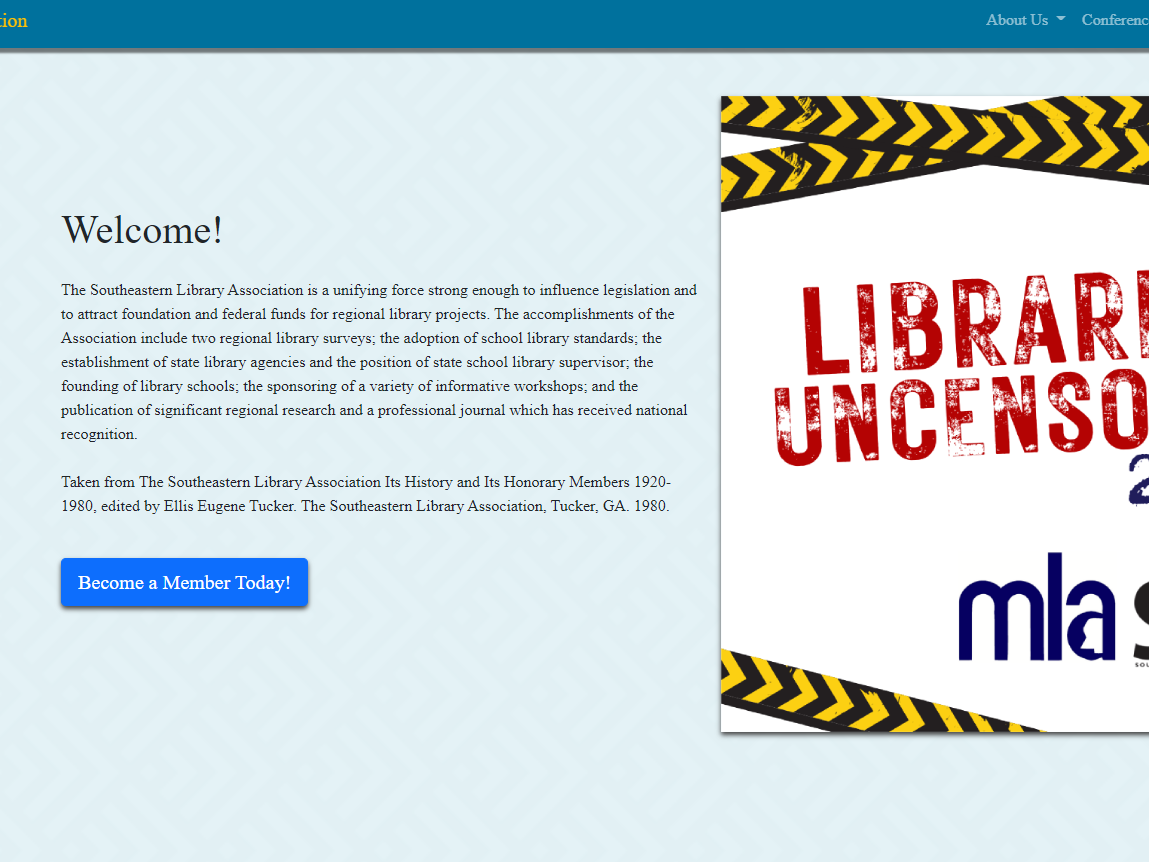 tion
About Us
Conferenc
Welcome!
The Southeastern Library Association is a unifying force strong enough to influence legislation and
to attract foundation and federal funds for regional library projects. The accomplishments of the
Association include two regional library surveys; the adoption of school library standards; the
establishment of state library agencies and the position of state school library supervisor; the
founding of library schools; the sponsoring of a variety of informative workshops; and the
publication of significant regional research and a professional journal which has received national
recognition.
Taken from The Southeastern Library Association Its History and Its Honorary Members 1920-
1980, edited by Ellis Eugene Tucker. The Southeastern Library Association, Tucker, GA. 1980.
Become a Member Today!
LIBRARI
UNCENSO
2
mla
SOU